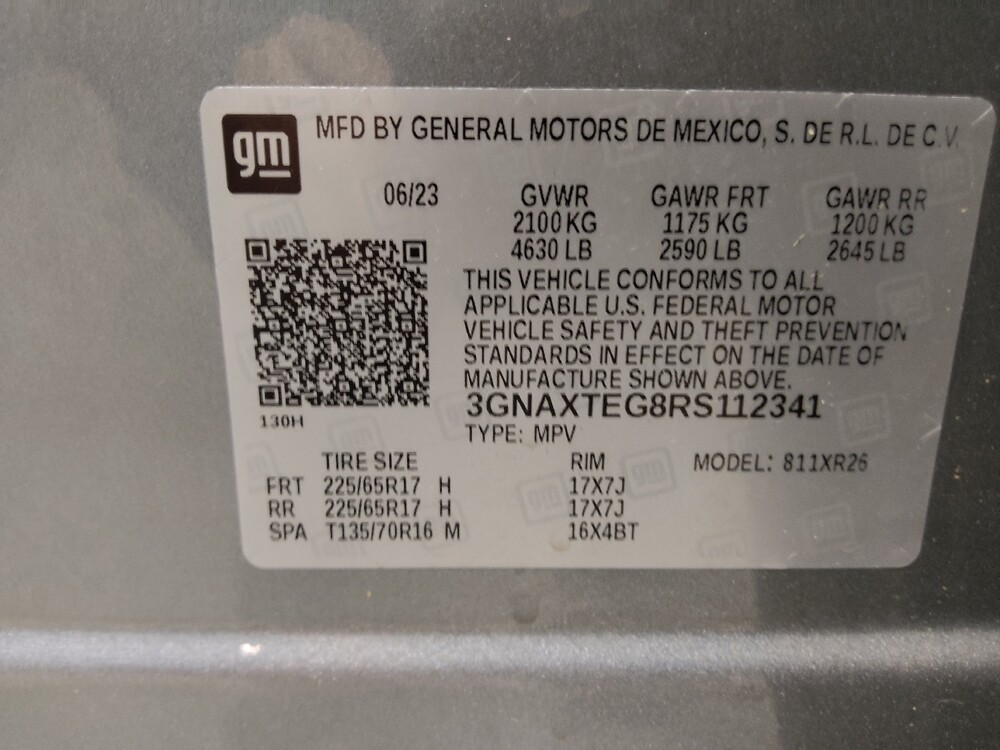 gm MFD BY GENERAL MOTORS DE MEXICO, S. DE R.L. DE C.V.
06/23 GVWR GAWR FRT GAWR RR
2100 KG 1175 KG 1200 KG
4630 LB 2590 LB 2645 LB
THIS VEHICLE CONFORMS TO ALL
APPLICABLE U.S. FEDERAL MOTOR
VEHICLE SAFETY AND THEFT PREVENTION
STANDARDS IN EFFECT ON THE DATE OF
MANUFACTURE SHOWN ABOVE.
130H
3GNAXTEG8RS112341
TYPE: MPV
TIRE SIZE RIM MODEL: 811XR26
FRT 225/65R17 H 17X7J
RR 225/65R17 H 17X7J
SPA T135/70R16 M 16X4BT